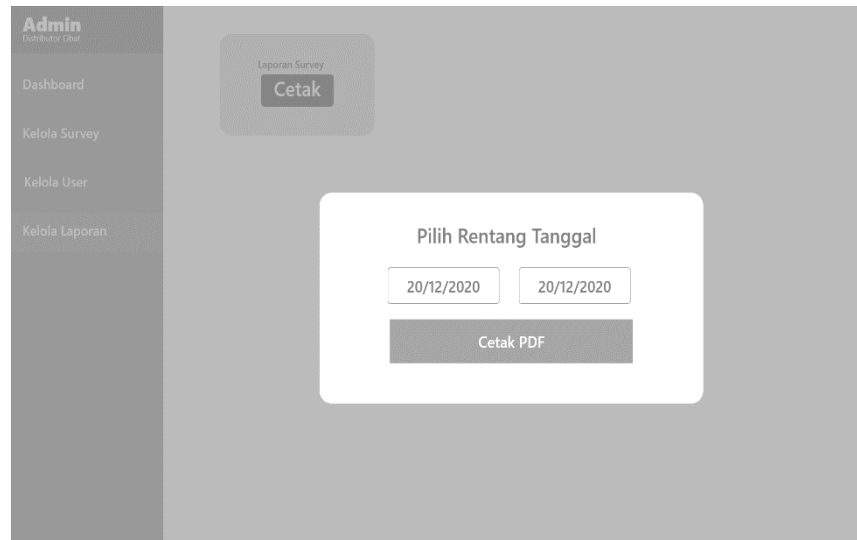 Admin
Distributor Obat
Dashboard
Kelola Survey
Kelola User
Kelola Laporan
Laporan Survey
Cetak
Pilih Rentang Tanggal
20/12/2020 20/12/2020
Cetak PDF